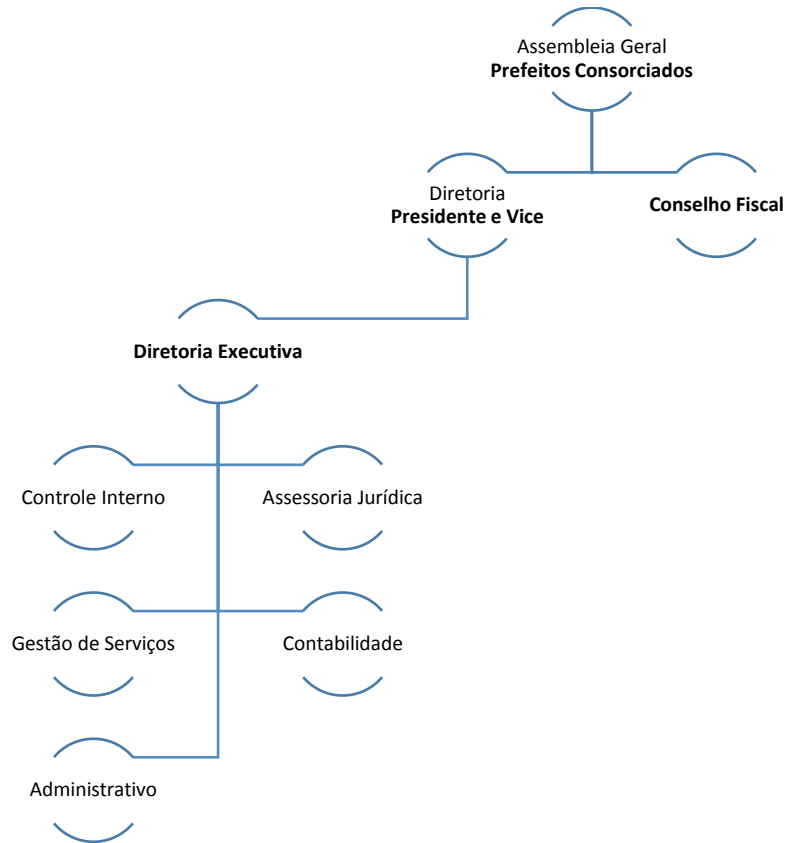 Assembleia Geral
Prefeitos Consorciados
Diretoria
Presidente e Vice
Conselho Fiscal
Diretoria Executiva
Controle Interno
Assessoria Jurídica
Gestão de Serviços
Contabilidade
Administrativo